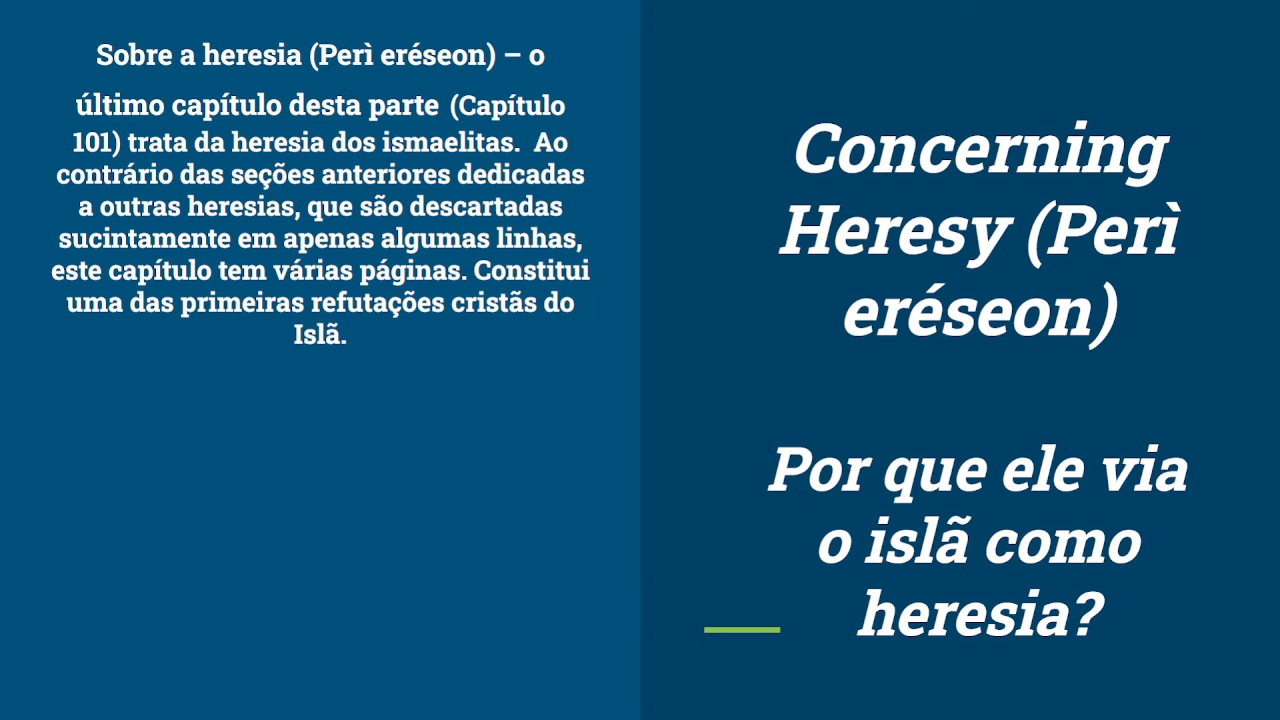 Sobre a heresia (Perì eréseon) – o
último capítulo desta parte (Capítulo
101) trata da heresia dos ismaelitas. Ao
contrário das seções anteriores dedicadas
a outras heresias, que são descartadas
sucintamente em apenas algumas linhas,
este capítulo tem várias páginas. Constitui
uma das primeiras refutações cristãs do
Islã.
Concerning
Heresy (Perì
eréseon)
Por que ele via
o islã como
heresia?